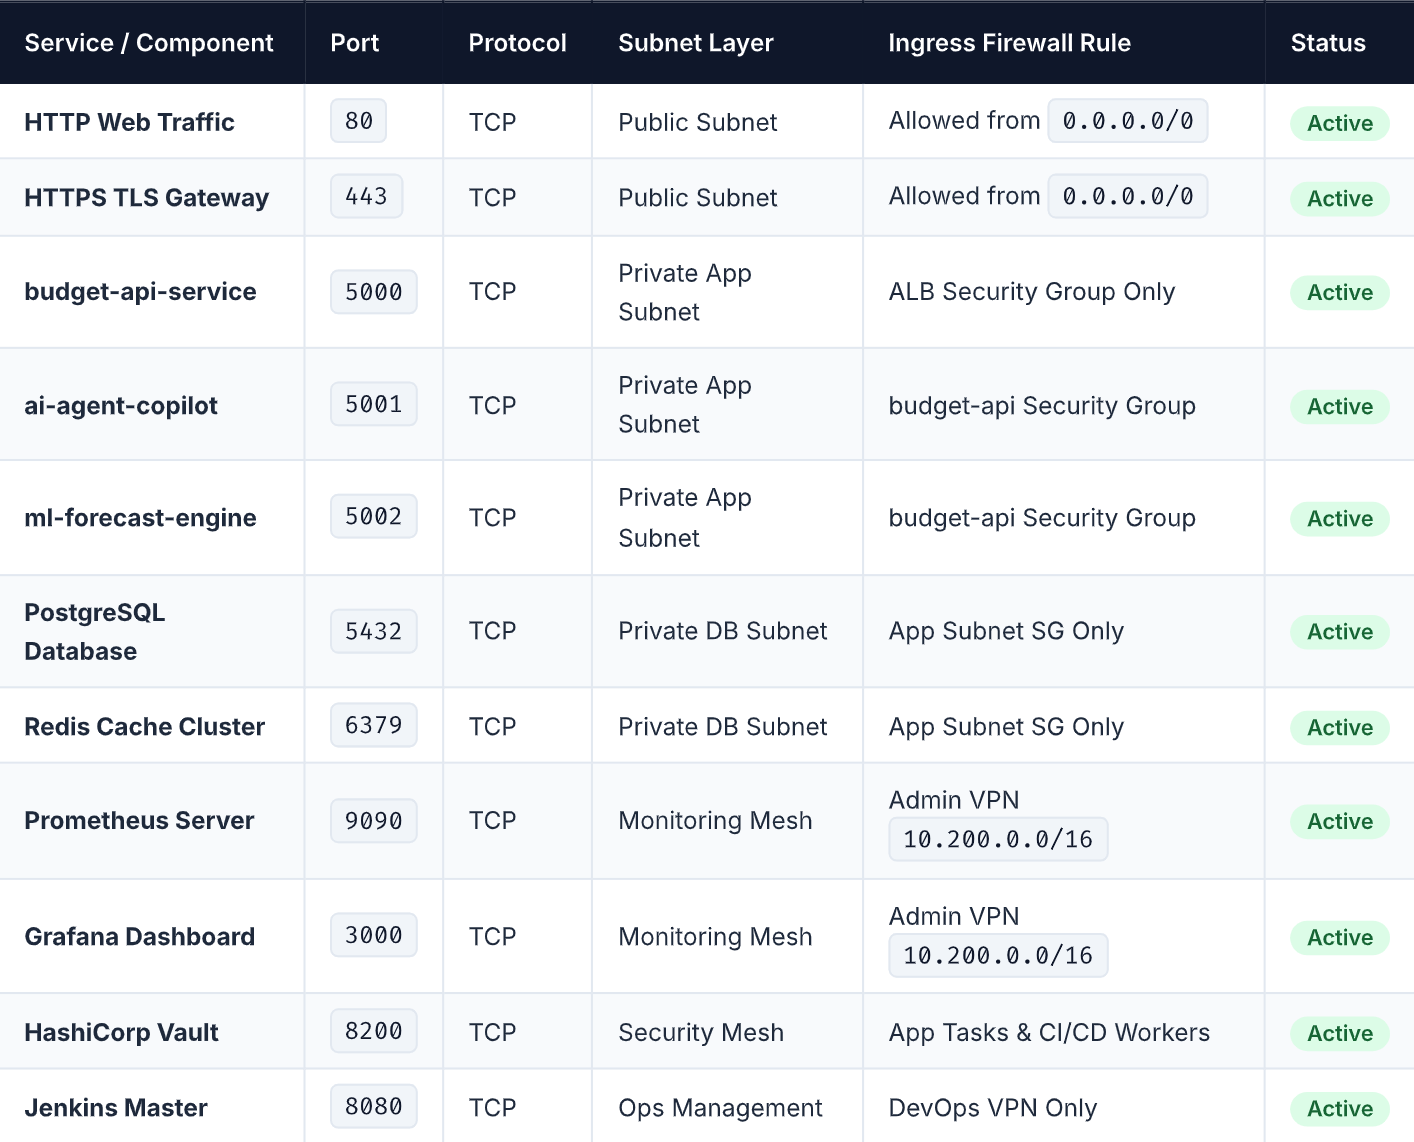 Service / Component Port Protocol Subnet Layer Ingress Firewall Rule Status
HTTP Web Traffic 80 TCP Public Subnet Allowed from 0.0.0.0/0 Active
HTTPS TLS Gateway 443 TCP Public Subnet Allowed from 0.0.0.0/0 Active
budget-api-service 5000 TCP Private App
Subnet ALB Security Group Only Active
ai-agent-copilot 5001 TCP Private App
Subnet budget-api Security Group Active
ml-forecast-engine 5002 TCP Private App
Subnet budget-api Security Group Active
PostgreSQL
Database 5432 TCP Private DB Subnet App Subnet SG Only Active
Redis Cache Cluster 6379 TCP Private DB Subnet App Subnet SG Only Active
Prometheus Server 9090 TCP Monitoring Mesh Admin VPN
10.200.0.0/16 Active
Grafana Dashboard 3000 TCP Monitoring Mesh Admin VPN
10.200.0.0/16 Active
HashiCorp Vault 8200 TCP Security Mesh App Tasks & CI/CD Workers Active
Jenkins Master 8080 TCP Ops Management DevOps VPN Only Active